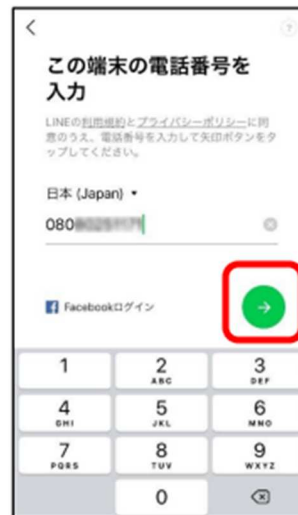 この端末の電話番号を
入力
LINEの利用規約とプライバシーポリシーに同
意のうえ、電話番号を入力して矢印ボタンをタ
ップしてください。
日本 (Japan)
080
Facebookログイン
1 2 3
ABC DEF
4 5 6
GHI JKL MNO
7 8 9
PQRS TUV WXYZ
0